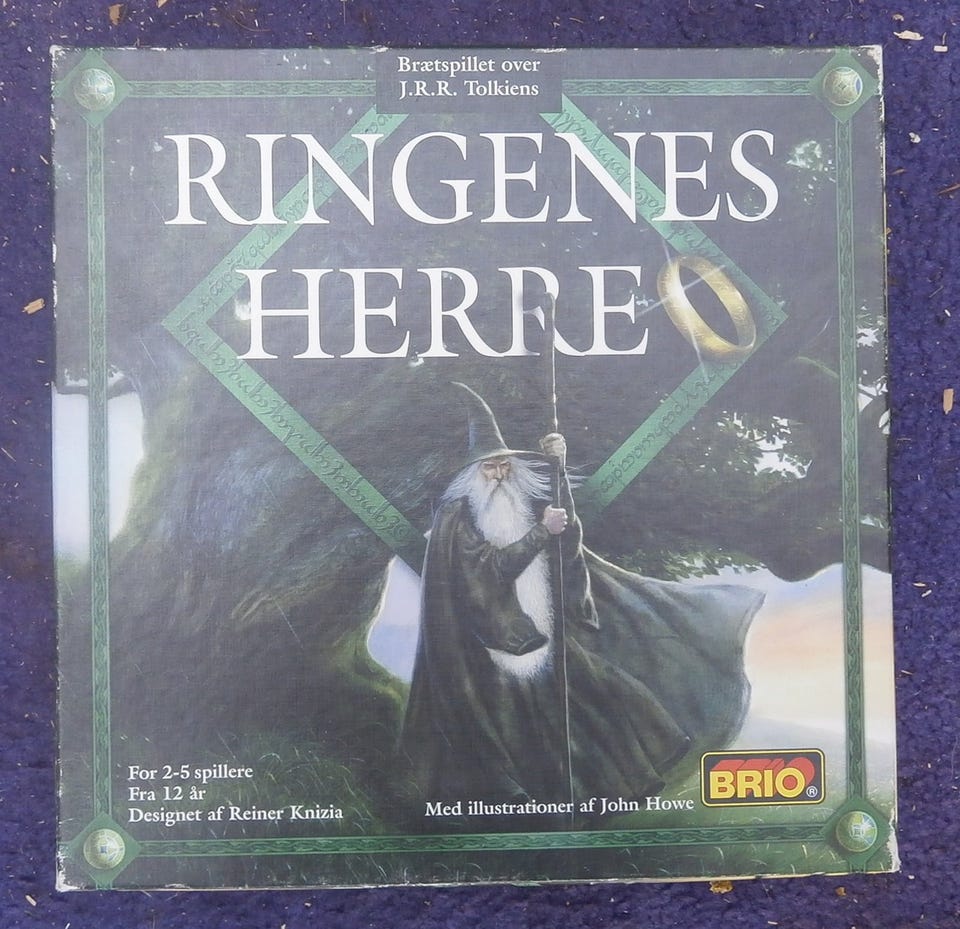 Brætspillet over
J.R.R. Tolkiens
RINGENES
HERRE
For 2-5 spillere
Fra 12 år
Designet af Reiner Knizia
Med illustrationer af John Howe
BRIO®